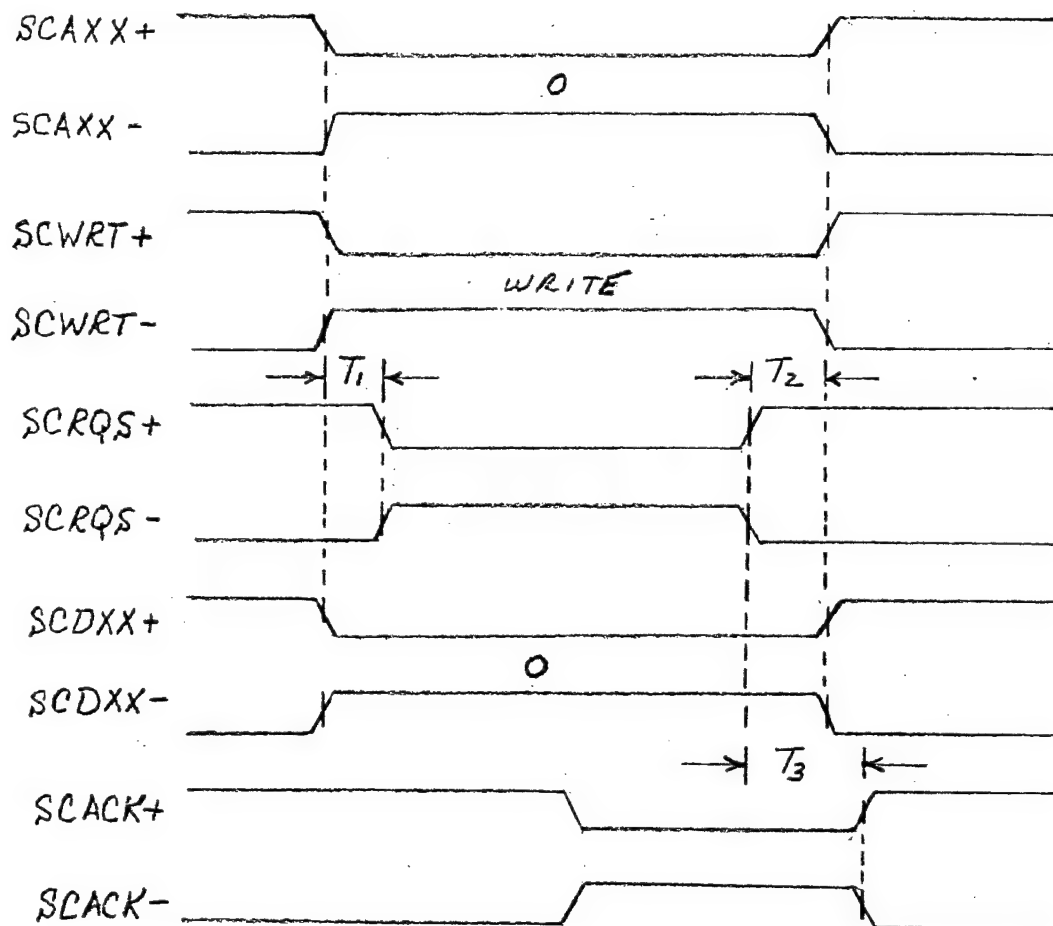 SCAXX+
O
SCAXX-
SCWRT+
WRITE
SCWRT-
T1 T2
SCRQS+
SCRQS-
SCDXX+
O
SCDXX-
T3
SCACK+
SCACK-